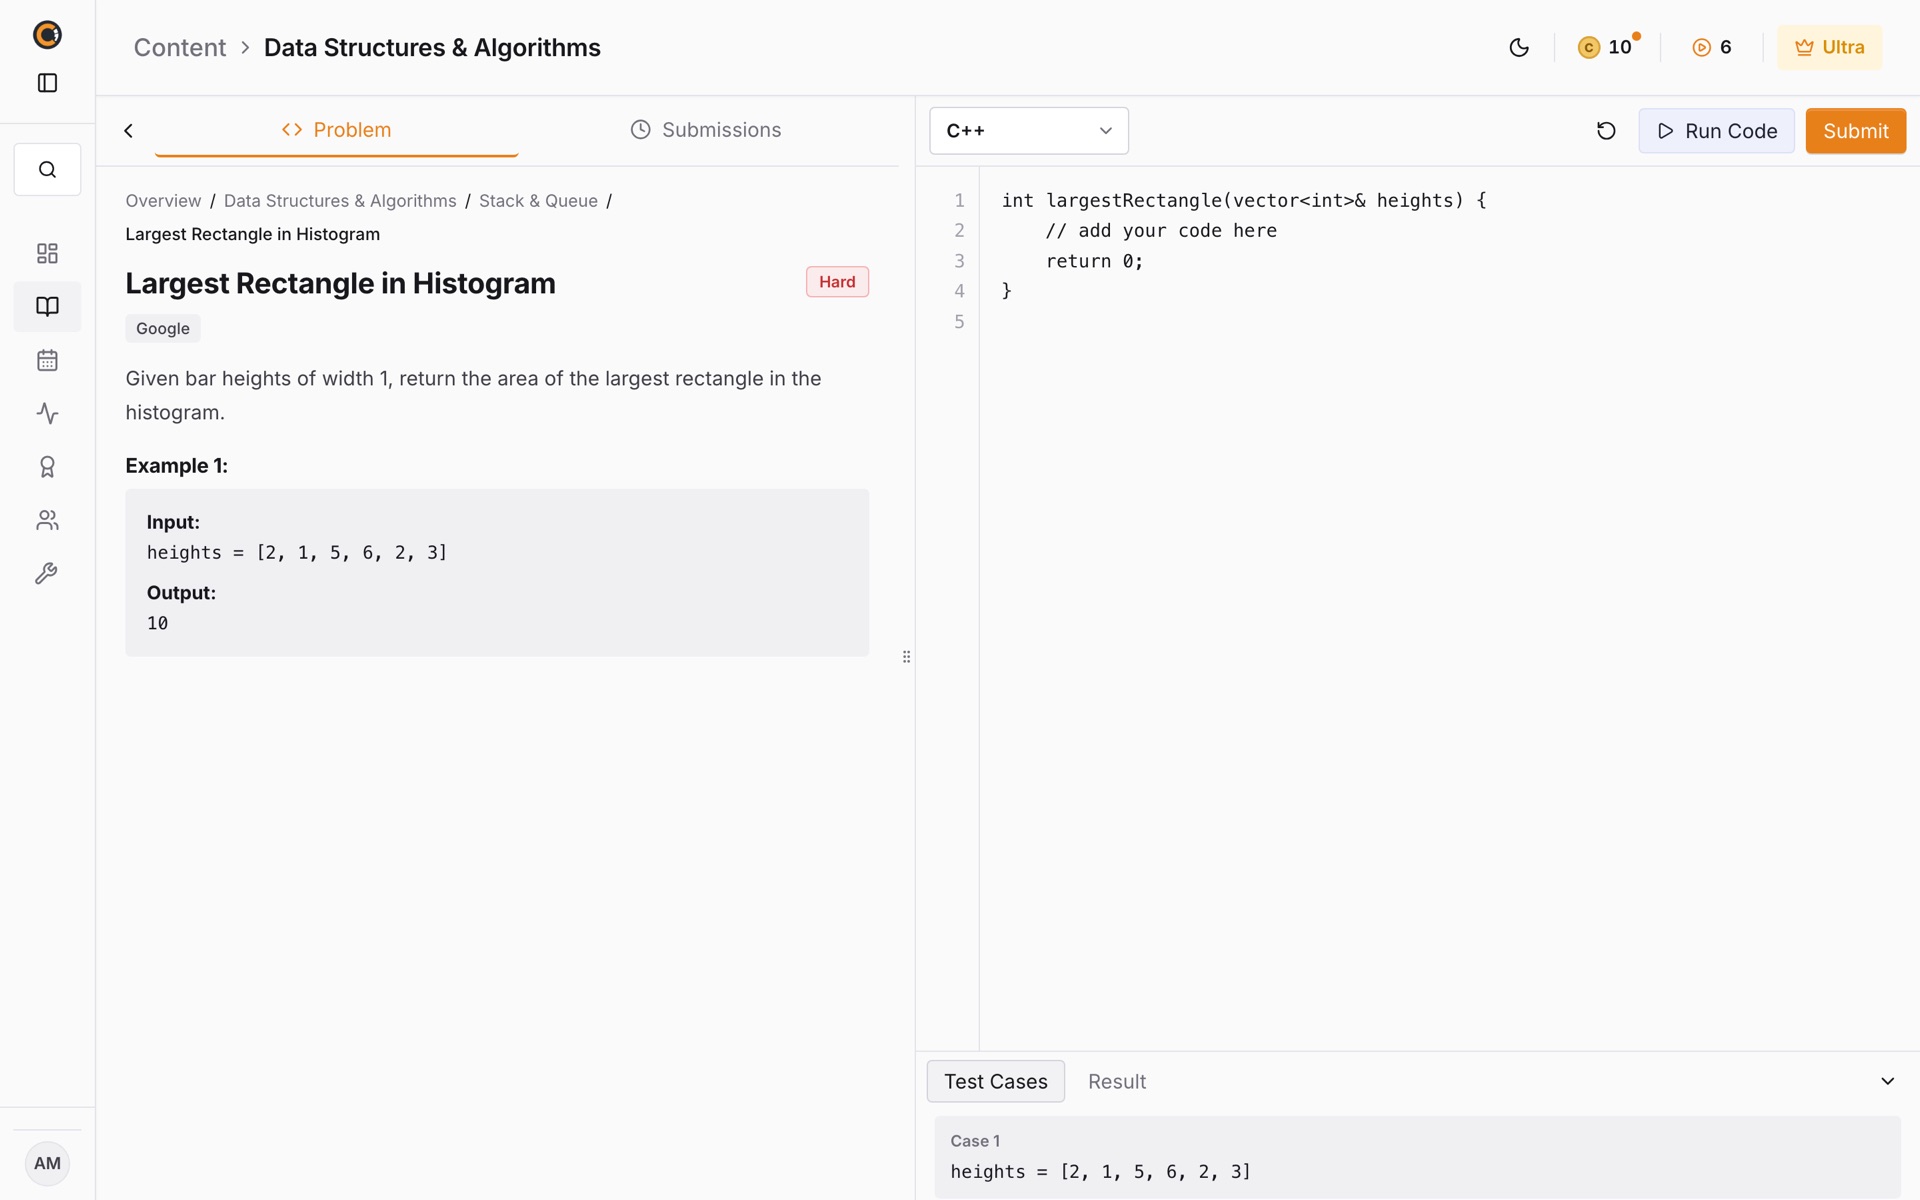 Content > Data Structures & Algorithms
C 10
6
Ultra
Problem
Submissions
C++
Run Code
Submit
Overview / Data Structures & Algorithms / Stack & Queue /
Largest Rectangle in Histogram
Largest Rectangle in Histogram
Hard
Google
Given bar heights of width 1, return the area of the largest rectangle in the
histogram.
Example 1:
Input:
heights = [2, 1, 5, 6, 2, 3]
Output:
10
1 int largestRectangle(vector<int>& heights) {
2 // add your code here
3 return 0;
4 }
5
Test Cases
Result
Case 1
heights = [2, 1, 5, 6, 2, 3]
AM